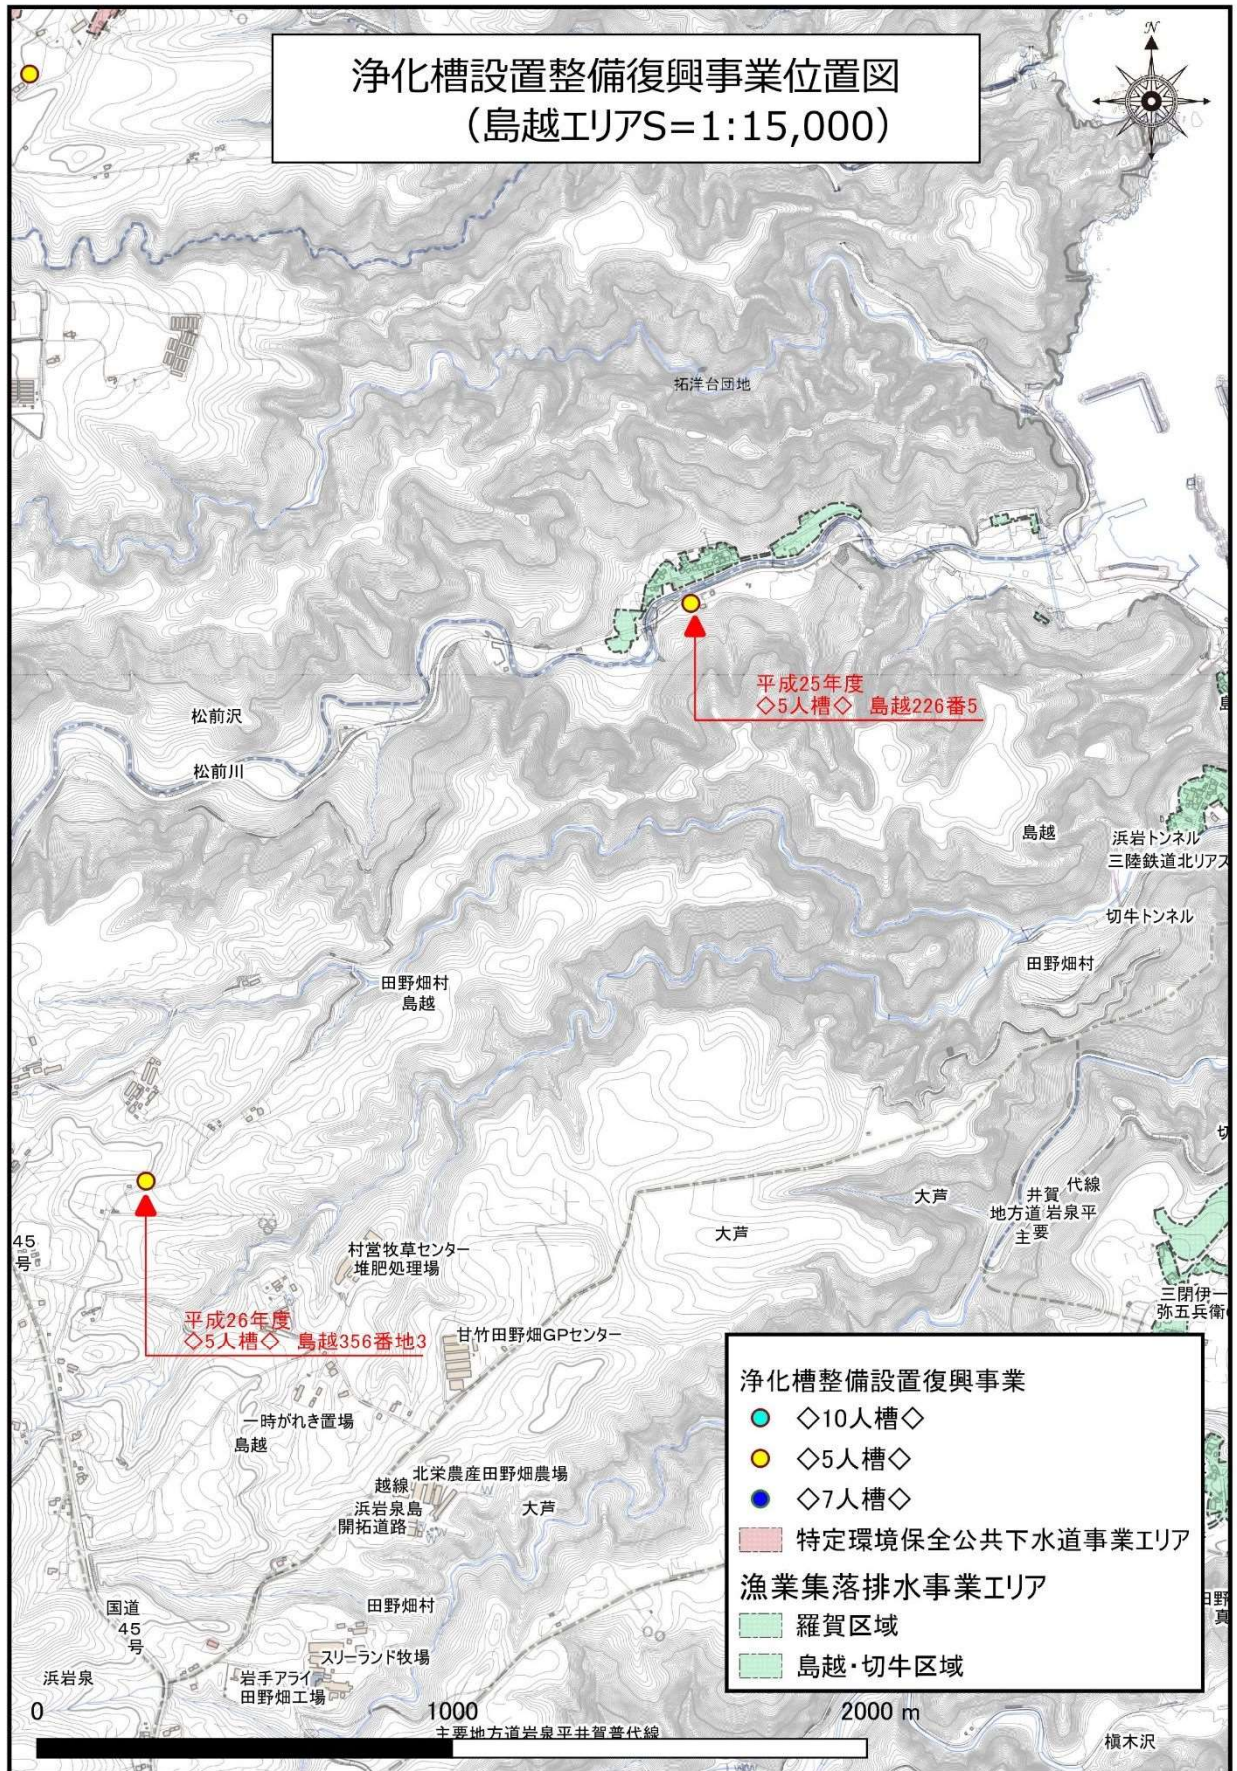 浄化槽設置整備復興事業位置図
（島越エリアS=1:15,000）
N
拓洋台団地
平成25年度
◇5人槽◇ 島越226番5
松前沢
松前川
島
島越
浜岩トンネル
三陸鉄道北リアス
切牛トンネル
田野畑村
田野畑村
島越
切
大芦
代線
井賀
地方道岩泉平
主要
大芦
45
号
村営牧草センター
堆肥処理場
三閉伊一
弥五兵衛
平成26年度
◇5人槽◇ 島越356番地3
甘竹田野畑GPセンター
一時がれき置場
島越
越線
北栄農産田野畑農場
浜岩泉島
開拓道路
大芦
田野畑村
国道
45
号
スリーランド牧場
浜岩泉
岩手アライ
田野畑工場
浄化槽整備設置復興事業
◇10人槽◇
◇5人槽◇
◇7人槽◇
特定環境保全公共下水道事業エリア
漁業集落排水事業エリア
羅賀区域
島越・切牛区域
田野
真
0 1000 2000 m
主要地方道岩泉平井賀普代線
槇木沢